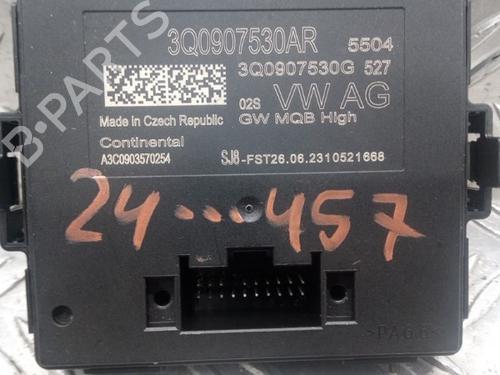 3Q0907530AR 5504
3Q0907530G 527
02S VW AG
Made in Czech Republic GW MQB High
Continental
A3C0903570254 SJ8-FST26.06.2310521668
24...457
>PA66<
B-PARTS